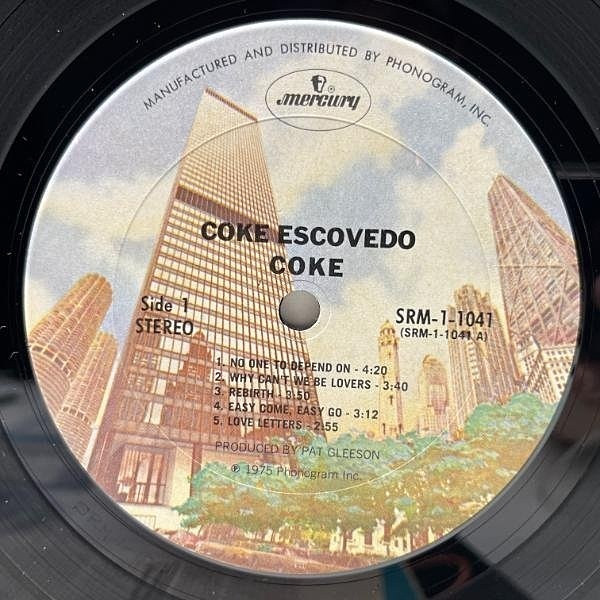 MANUFACTURED AND DISTRIBUTED BY PHONOGRAM, INC.
mercury
COKE ESCOVEDO
COKE
Side 1
STEREO
SRM-1-1041
(SRM-1-1041 A)
1. NO ONE TO DEPEND ON - 4:20
2. WHY CAN'T WE BE LOVERS - 3:40
3. REBIRTH - 3:50
4. EASY COME, EASY GO - 3:12
5. LOVE LETTERS - 2:55
PRODUCED BY PAT GLEESON
℗ 1975 Phonogram Inc.